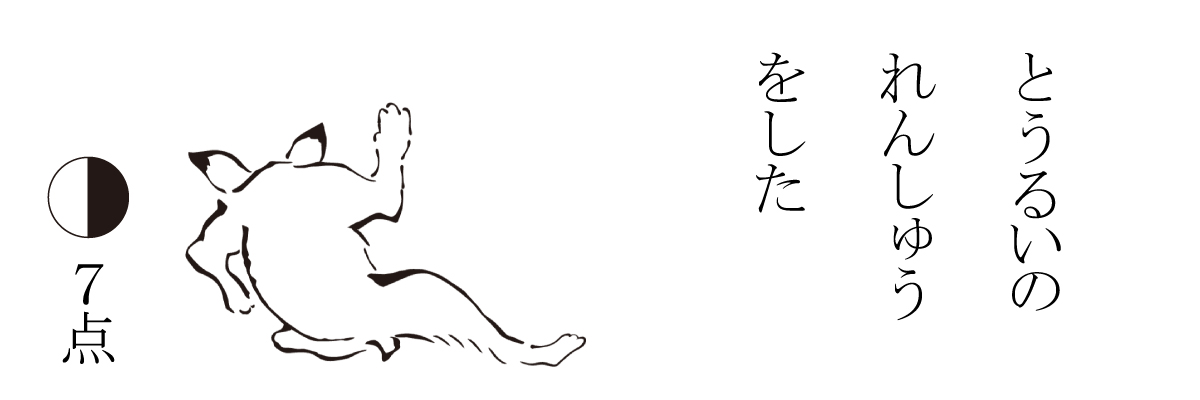 とうるいの
れんしゅう
をした
7点